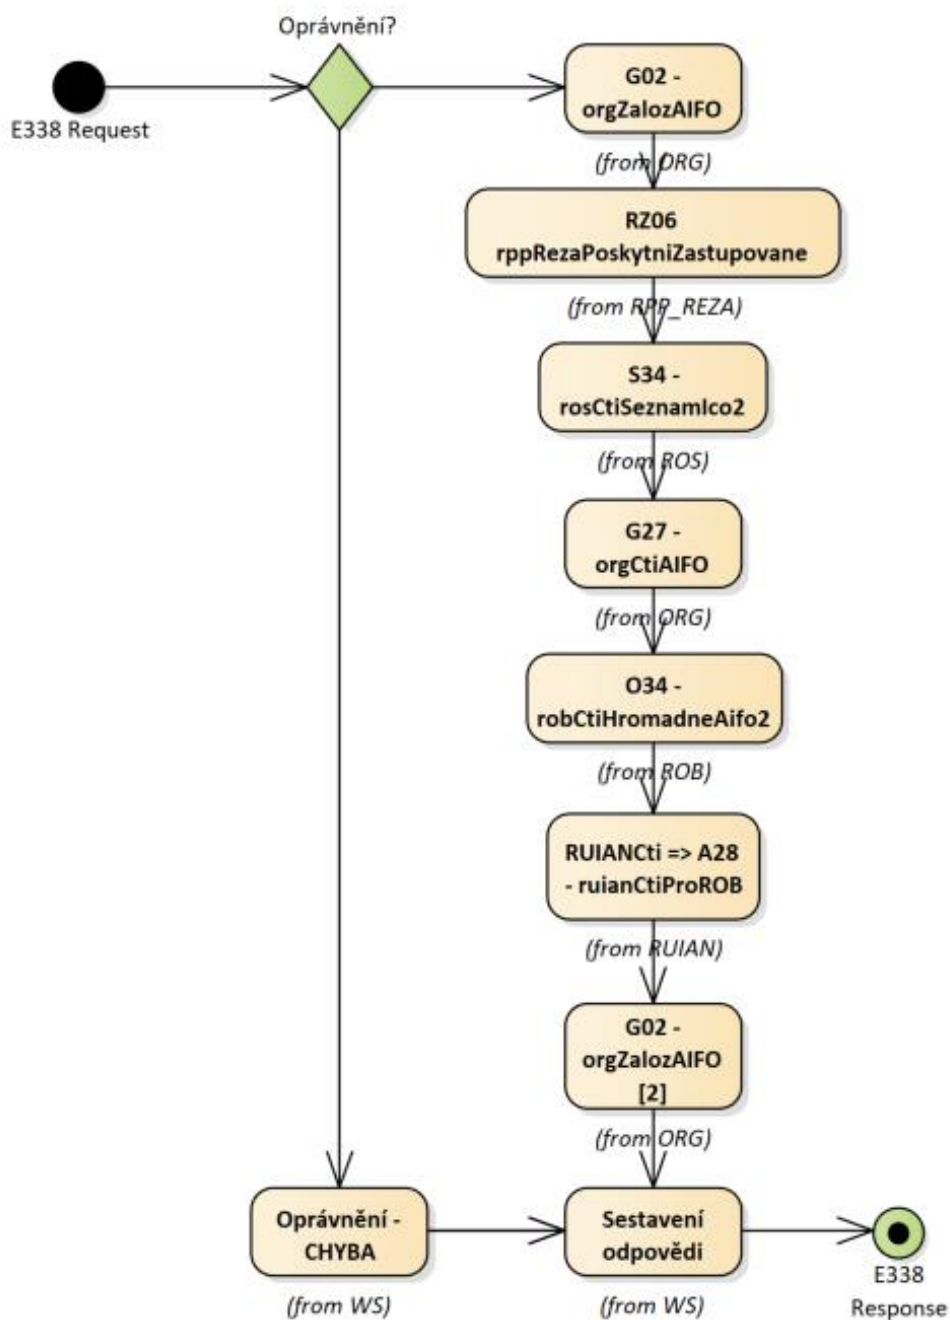 Oprávnění?
E338 Request
G02 -
orgZalozAIFO
(from ORG)
RZ06
rppRezaPoskytniZastupovane
(from RPP_REZA)
S34 -
rosCtiSeznamIco2
(from ROS)
G27 -
orgCtiAIFO
(from ORG)
O34 -
robCtiHromadneAifo2
(from ROB)
RUIANCti => A28
- ruianCtiProROB
(from RUIAN)
G02 -
orgZalozAIFO
[2]
(from ORG)
Oprávnění -
CHYBA
(from WS)
Sestavení
odpovědi
(from WS)
E338
Response